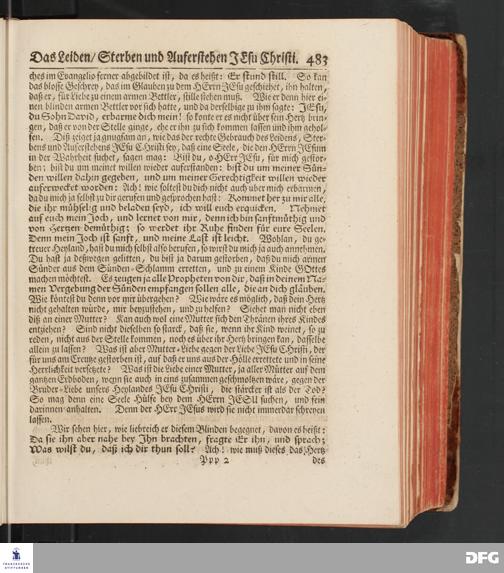 Das Leiden/ Sterben und Auferstehen JEsu Christi. 483
ches im Evangelio ferner abgebildet ist, da es heißt: Er stund still. So kan
das blosse Geschrey, das im Glauben zu dem HErrn JEsu geschiehet, ihn halten,
daß er, für Liebe zu einem armen Bettler, stille stehen muß. Wie er denn hier ei-
nen blinden armen Bettler vor sich hatte, und da derselbige zu ihm sagte: JEsu,
du Sohn David, erbarme dich mein! so konte er es nicht über sein Hertz brin-
gen, daß er von der Stelle ginge, ehe er ihn zu sich kommen lassen und ihm gehol-
fen. Diß zeiget ja gnugsam an, wie das der rechte Gebrauch des Leidens, Ster-
bens und Auferstehens JEsu Christi sey, daß eine Seele, die den HErrn JEsum
in der Wahrheit suchet, sagen mag: Bist du, o HErr JEsu, für mich gestor-
ben; bist du um meinet willen wieder auferstanden: bist du um meiner Sün-
den willen dahin gegeben, und um meiner Gerechtigkeit willen wieder
auferwecket worden: Ach! wie soltest du dich nicht auch über mich erbarmen,
da du mich ja selbst zu dir gerufen und gesprochen hast: Kommet her zu mir alle,
die ihr mühselig und beladen seyd, ich will euch erquicken. Nehmet
auf euch mein Joch, und lernet von mir, denn ich bin sanftmüthig und
von Hertzen demüthig; so werdet ihr Ruhe finden für eure Seelen.
Denn mein Joch ist sanft, und meine Last ist leicht. Wohlan, du ge-
treuer Heyland, hast du mich selbst also berufen, so wirst du mich ja auch annehmen.
Du hast ja deßwegen gelitten, du bist ja darum gestorben, daß du mich armen
Sünder aus dem Sünden-Schlamm erretten, und zu einem Kinde GOttes
machen möchtest. Es zeugen ja alle Propheten von dir, daß in deinem Na-
men Vergebung der Sünden empfangen sollen alle, die an dich gläuben.
Wie köntest du denn vor mir übergehen? Wie wäre es möglich, daß dein Hertz
nicht gehalten würde, mir beyzustehen, und zu helfen? Siehet man nicht eben
diß an einer Mutter? Kan auch wol eine Mutter sich den Thränen ihres Kindes
entziehen? Sind nicht dieselben so starck, daß sie, wenn ihr Kind weinet, so zu
reden, nicht aus der Stelle kommen, noch es über ihr Hertz bringen kan, dasselbe
allein zu lassen? Was ist aber Mutter-Liebe gegen der Liebe JEsu Christi, der
für uns am Creutze gestorben ist, auf daß er uns aus der Hölle errettete und in seine
Herrlichkeit versetzete? Was ist die Liebe einer Mutter, ja aller Mütter auf dem
gantzen Erdboden, wenn sie auch in eins zusammen geschmoltzen wäre, gegen der
Bruder-Liebe unsers Heylandes JEsu Christi, die stärcker ist als der Tod?
So mag denn eine Seele Hülfe bey dem HErrn JESU suchen, und fein
darinnen anhalten. Denn der HErr JEsus wird sie nicht immerdar schreyen
lassen.
Wir sehen hier, wie liebreich er diesem Blinden begegnet, davon es heißt:
Da sie ihn aber nahe bey Ihn brachten, fragte Er ihn, und sprach;
Was wilst du, daß ich dir thun soll? Ach! wie muß dieses das Hertz
Ppp 2 des
FRANCKESCHE
STIFTUNGEN
DFG